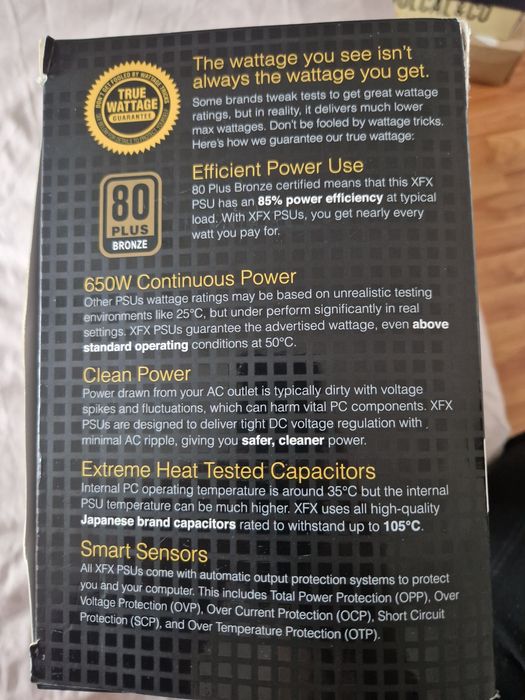 The wattage you see isn't
always the wattage you get.
TRUE
WATTAGE
GUARANTEE
Some brands tweak tests to get great wattage
ratings, but in reality, it delivers much lower
max wattages. Don't be fooled by wattage tricks.
Here's how we guarantee our true wattage:
Efficient Power Use
80
PLUS
BRONZE
80 Plus Bronze certified means that this XFX
PSU has an 85% power efficiency at typical
load. With XFX PSUs, you get nearly every
watt you pay for.
650W Continuous Power
Other PSUs wattage ratings may be based on unrealistic testing
environments like 25°C, but under perform significantly in real
settings. XFX PSUs guarantee the advertised wattage, even above
standard operating conditions at 50°C.
Clean Power
Power drawn from your AC outlet is typically dirty with voltage
spikes and fluctuations, which can harm vital PC components. XFX
PSUs are designed to deliver tight DC voltage regulation with
minimal AC ripple, giving you safer, cleaner power.
Extreme Heat Tested Capacitors
Internal PC operating temperature is around 35°C but the internal
PSU temperature can be much higher. XFX uses all high-quality
Japanese brand capacitors rated to withstand up to 105°C.
Smart Sensors
All XFX PSUs come with automatic output protection systems to protect
you and your computer. This includes Total Power Protection (OPP), Over
Voltage Protection (OVP), Over Current Protection (OCP), Short Circuit
Protection (SCP), and Over Temperature Protection (OTP).